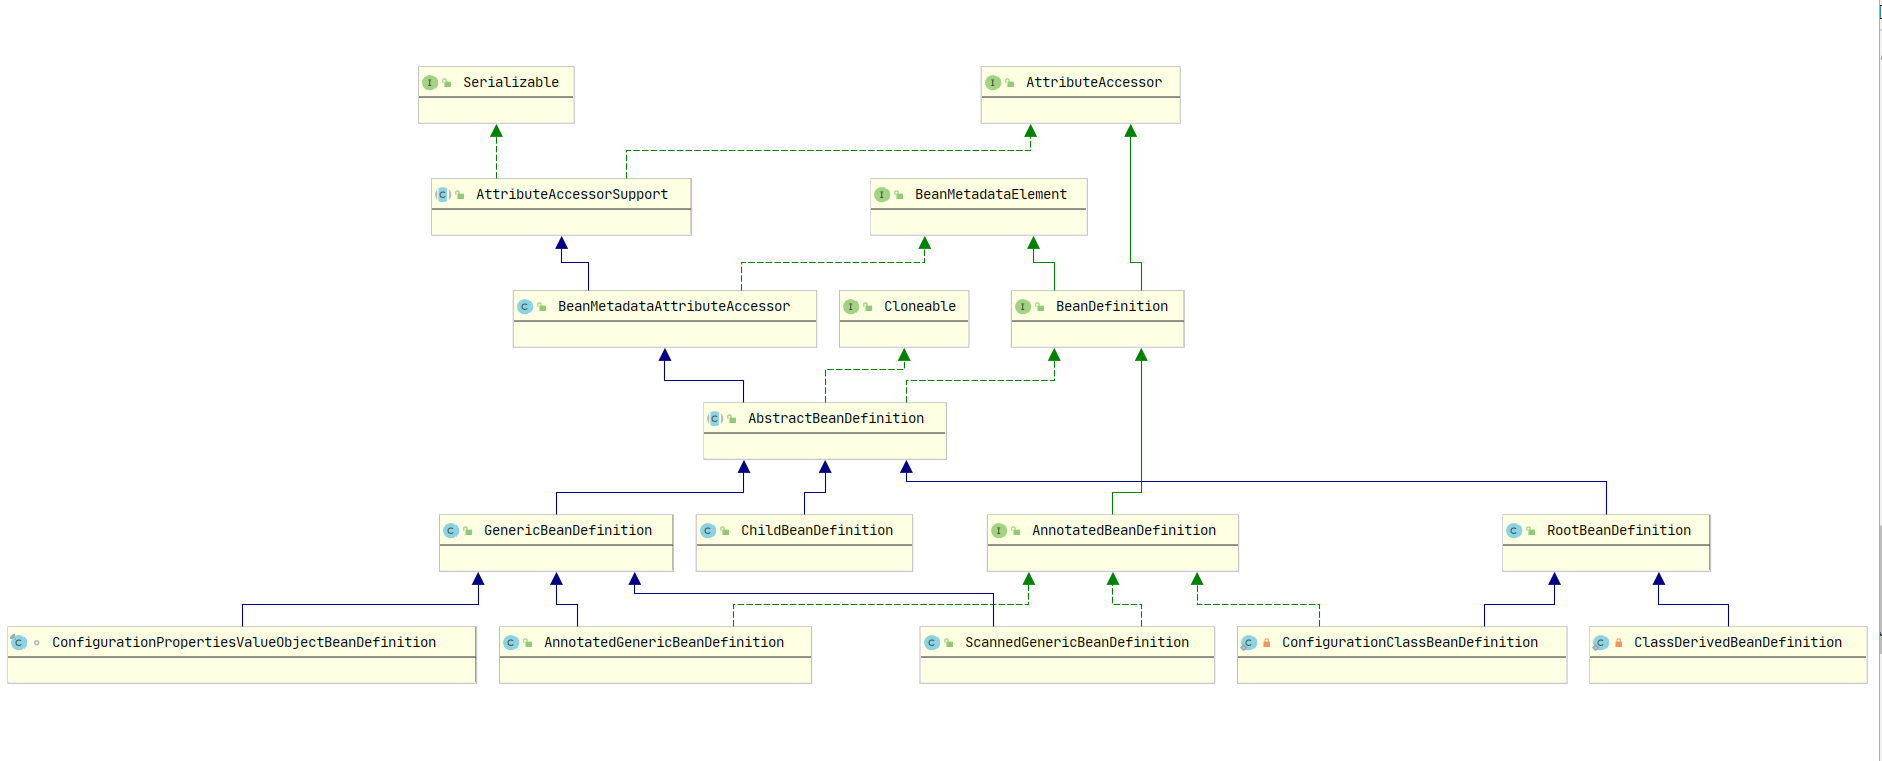 Serializable
AttributeAccessor
AttributeAccessorSupport
BeanMetadataElement
BeanMetadataAttributeAccessor
Cloneable
BeanDefinition
AbstractBeanDefinition
GenericBeanDefinition
ChildBeanDefinition
AnnotatedBeanDefinition
RootBeanDefinition
ConfigurationPropertiesValueObjectBeanDefinition
AnnotatedGenericBeanDefinition
ScannedGenericBeanDefinition
ConfigurationClassBeanDefinition
ClassDerivedBeanDefinition